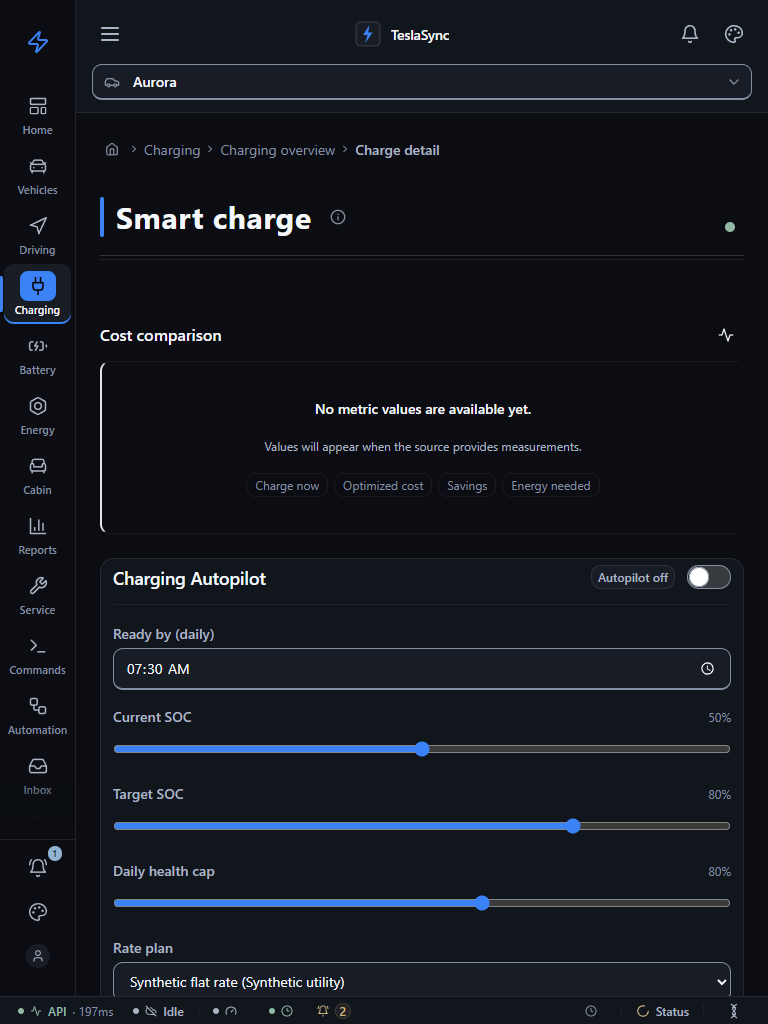 TeslaSync
Aurora
Home
Vehicles
Driving
Charging
Battery
Energy
Cabin
Reports
Service
Commands
Automation
Inbox
1
Charging > Charging overview > Charge detail
Smart charge
Cost comparison
No metric values are available yet.
Values will appear when the source provides measurements.
Charge now Optimized cost Savings Energy needed
Charging Autopilot Autopilot off
Ready by (daily)
07:30 AM
Current SOC 50%
Target SOC 80%
Daily health cap 80%
Rate plan
Synthetic flat rate (Synthetic utility)
API · 197ms Idle 2 Status